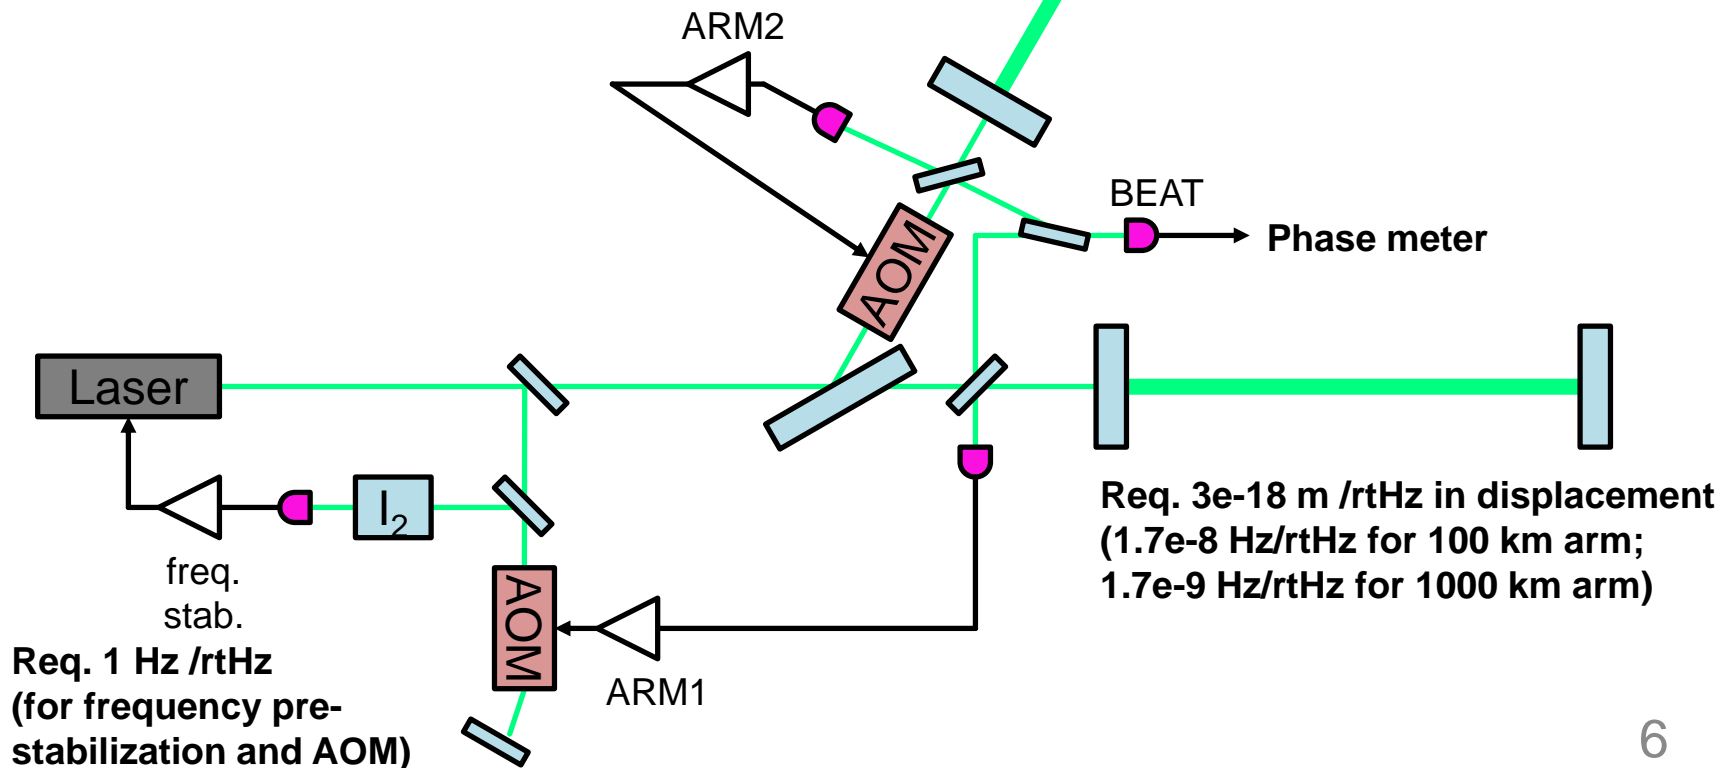 ARM2
BEAT
Phase meter
AOM
Laser
I₂
freq.
stab.
Req. 1 Hz /rtHz
(for frequency pre-
stabilization and AOM)
AOM
ARM1
Req. 3e-18 m /rtHz in displacement
(1.7e-8 Hz/rtHz for 100 km arm;
1.7e-9 Hz/rtHz for 1000 km arm)
6